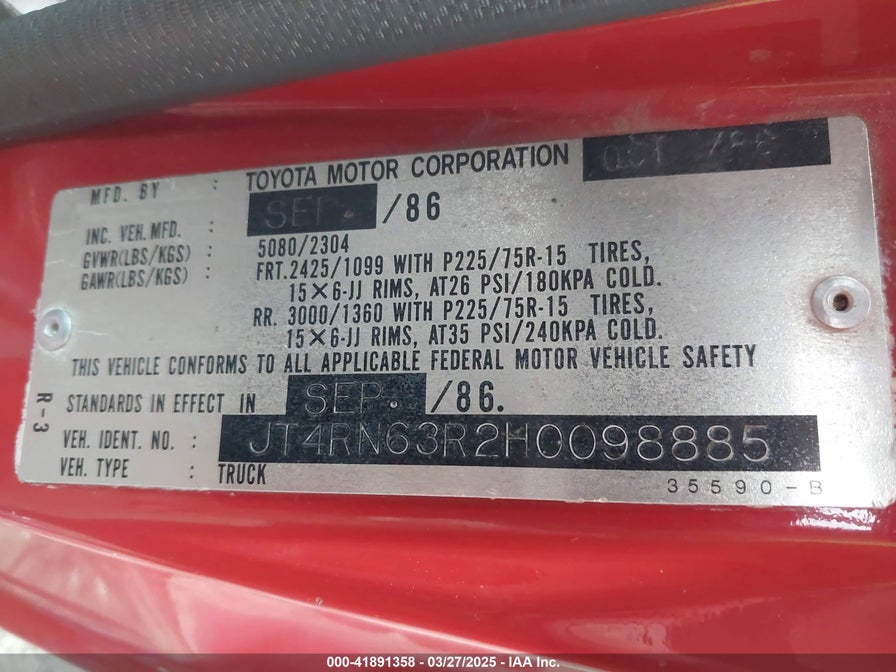 MFD. BY : TOYOTA MOTOR CORPORATION OCT /86
INC. VEH. MFD. SEP. /86
GVWR(LBS/KGS) : 5080/2304
GAWR(LBS/KGS) : FRT. 2425/1099 WITH P225/75R-15 TIRES,
15×6-JJ RIMS, AT26 PSI/180KPA COLD.
RR. 3000/1360 WITH P225/75R-15 TIRES,
15×6-JJ RIMS, AT35 PSI/240KPA COLD.
THIS VEHICLE CONFORMS TO ALL APPLICABLE FEDERAL MOTOR VEHICLE SAFETY
STANDARDS IN EFFECT IN SEP. /86.
VEH. IDENT. NO. : JT4RN63R2H0098885
VEH. TYPE : TRUCK
35590-B
R-3
000-41891358 - 03/27/2025 - IAA Inc.